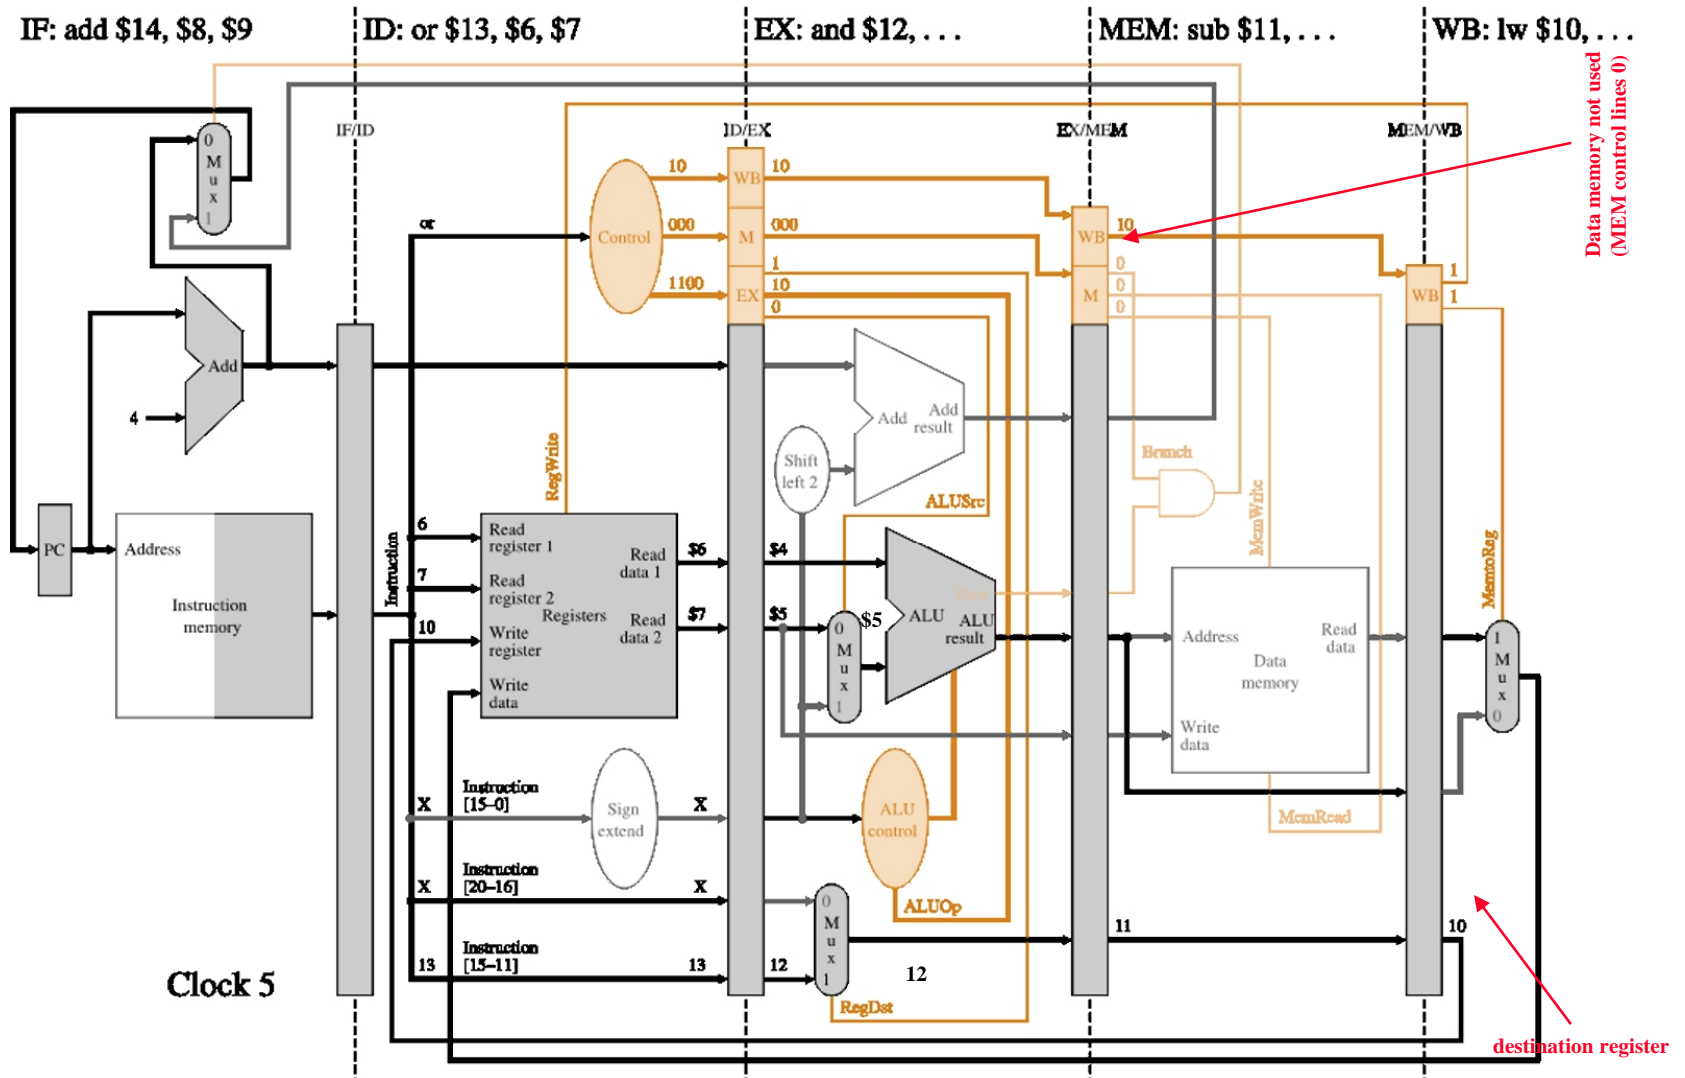 IF: add $14, $8, $9
ID: or $13, $6, $7
EX: and $12, . . .
MEM: sub $11, . . .
WB: lw $10, . . .
Data memory not used
(MEM control lines 0)
IF/ID
ID/EX
EX/MEM
MEM/WB
0
M
u
x
1
or
Control
10
000
1100
WB
M
EX
10
000
1
10
0
WB
M
10
0
0
0
WB
1
1
Add
4
Add
Add
result
Shift
left 2
RegWrite
ALUSrc
Branch
MemWrite
MemtoReg
PC
Address
Instruction
memory
Instruction
6
7
10
Read
register 1
Read
register 2
Registers
Write
register
Write
data
Read
data 1
Read
data 2
$6
$7
$4
$5
0
M
u
x
1
$5
ALU
Zero
ALU
result
Address
Read
data
Data
memory
Write
data
1
M
u
x
0
X
Instruction
[15–0]
Sign
extend
X
ALU
control
MemRead
X
Instruction
[20–16]
X
0
M
u
x
1
ALUOp
13
Instruction
[15–11]
13
12
12
11
10
RegDst
Clock 5
destination register